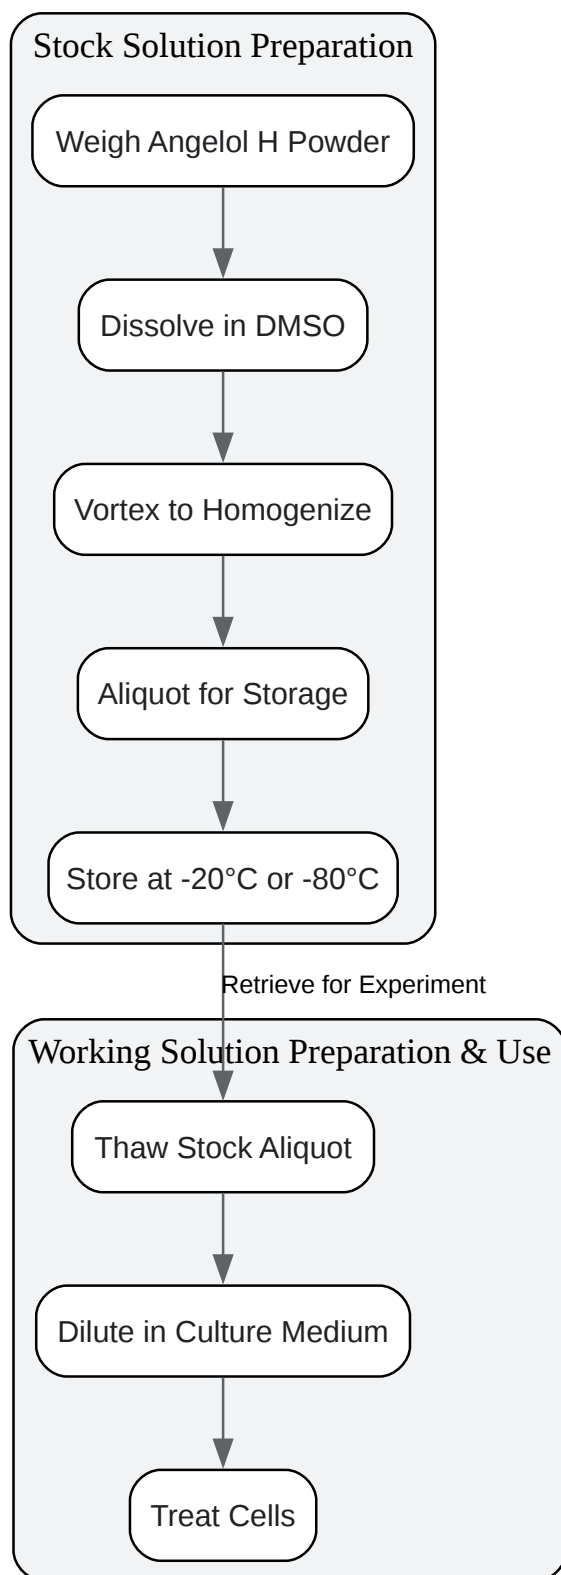 Stock Solution Preparation
Weigh Angelol H Powder
Dissolve in DMSO
Vortex to Homogenize
Aliquot for Storage
Store at -20°C or -80°C
Retrieve for Experiment
Working Solution Preparation & Use
Thaw Stock Aliquot
Dilute in Culture Medium
Treat Cells